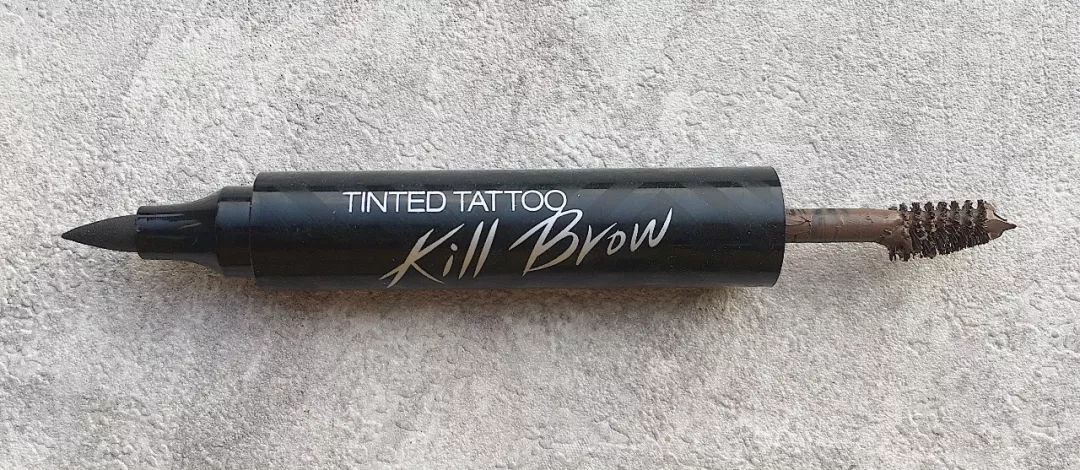 TINTED TATTOO
Kill Brow